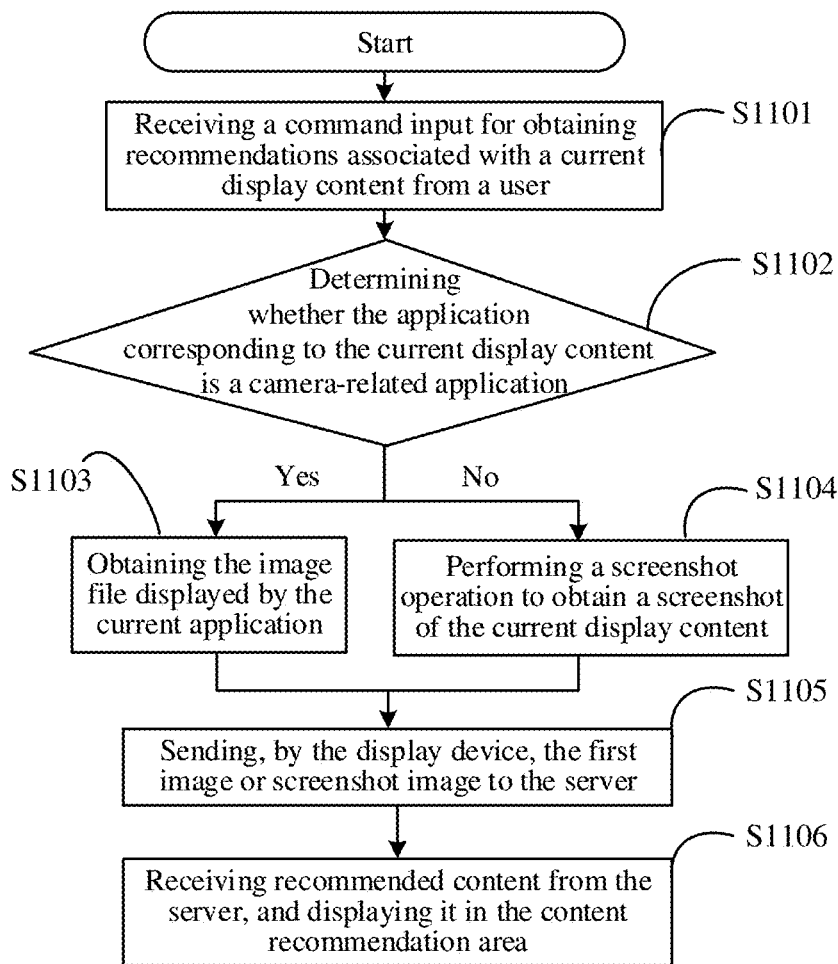 Start
S1101
Receiving a command input for obtaining
recommendations associated with a current
display content from a user
S1102
Determining
whether the application
corresponding to the current display content
is a camera-related application
Yes
No
S1103
S1104
Obtaining the image
file displayed by the
current application
Performing a screenshot
operation to obtain a screenshot
of the current display content
S1105
Sending, by the display device, the first
image or screenshot image to the server
S1106
Receiving recommended content from the
server, and displaying it in the content
recommendation area